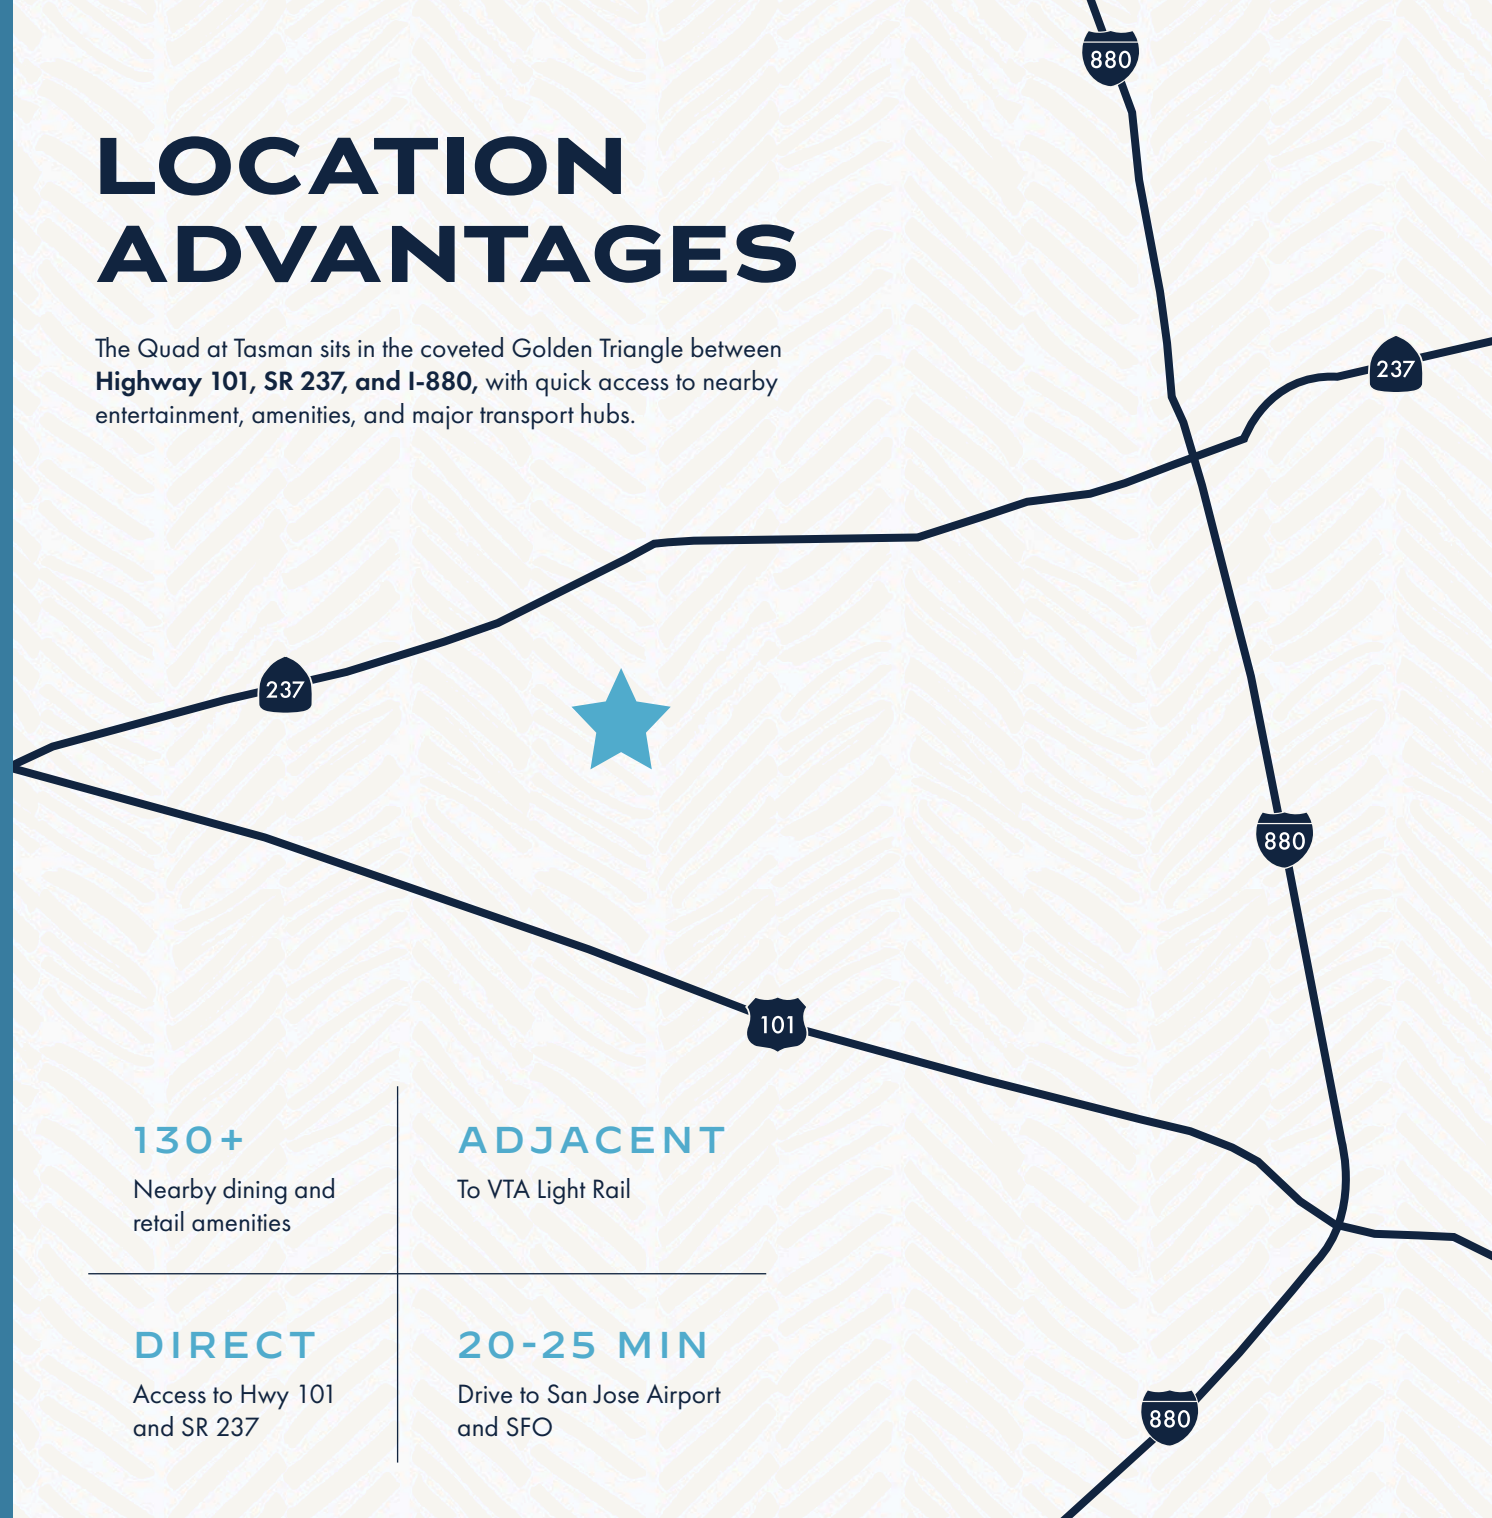 880
LOCATION
ADVANTAGES
The Quad at Tasman sits in the coveted Golden Triangle between
Highway 101, SR 237, and I-880, with quick access to nearby
entertainment, amenities, and major transport hubs.
237
237
880
101
130+
Nearby dining and
retail amenities
ADJACENT
To VTA Light Rail
DIRECT
Access to Hwy 101
and SR 237
20-25 MIN
Drive to San Jose Airport
and SFO
880